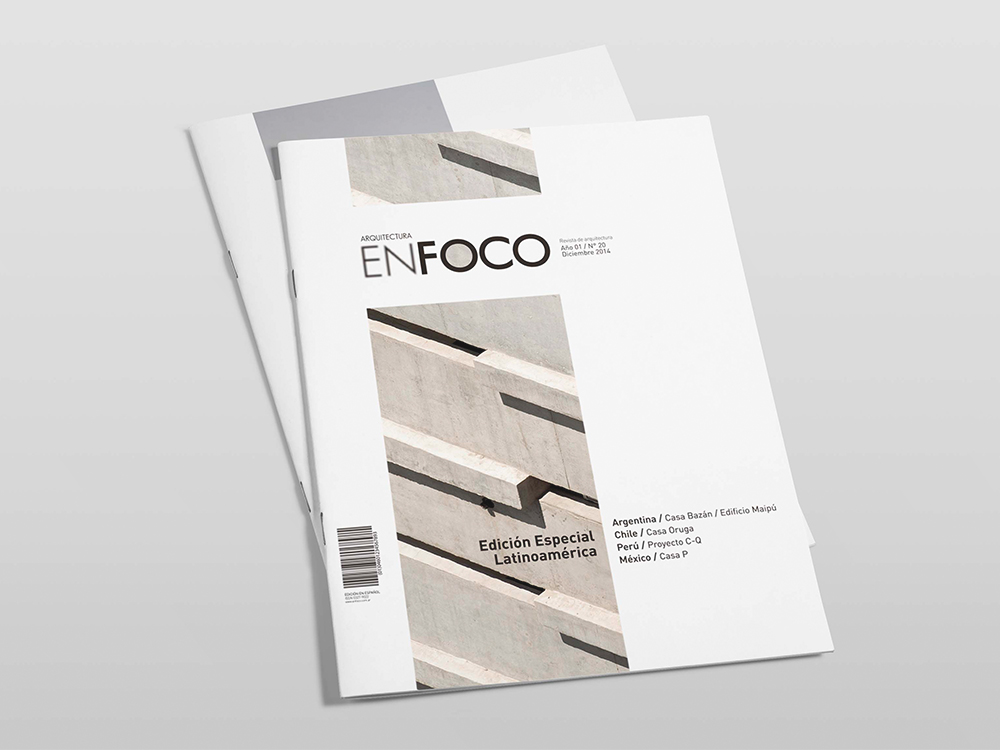 ARQUITECTURA
ENFOCO
Revista de arquitectura
Año 01 / Nº 20
Diciembre 2014
Edición Especial
Latinoamérica
Argentina / Casa Bazán / Edificio Maipú
Chile / Casa Oruga
Perú / Proyecto C-Q
México / Casa P
EDICIÓN EN ESPAÑOL